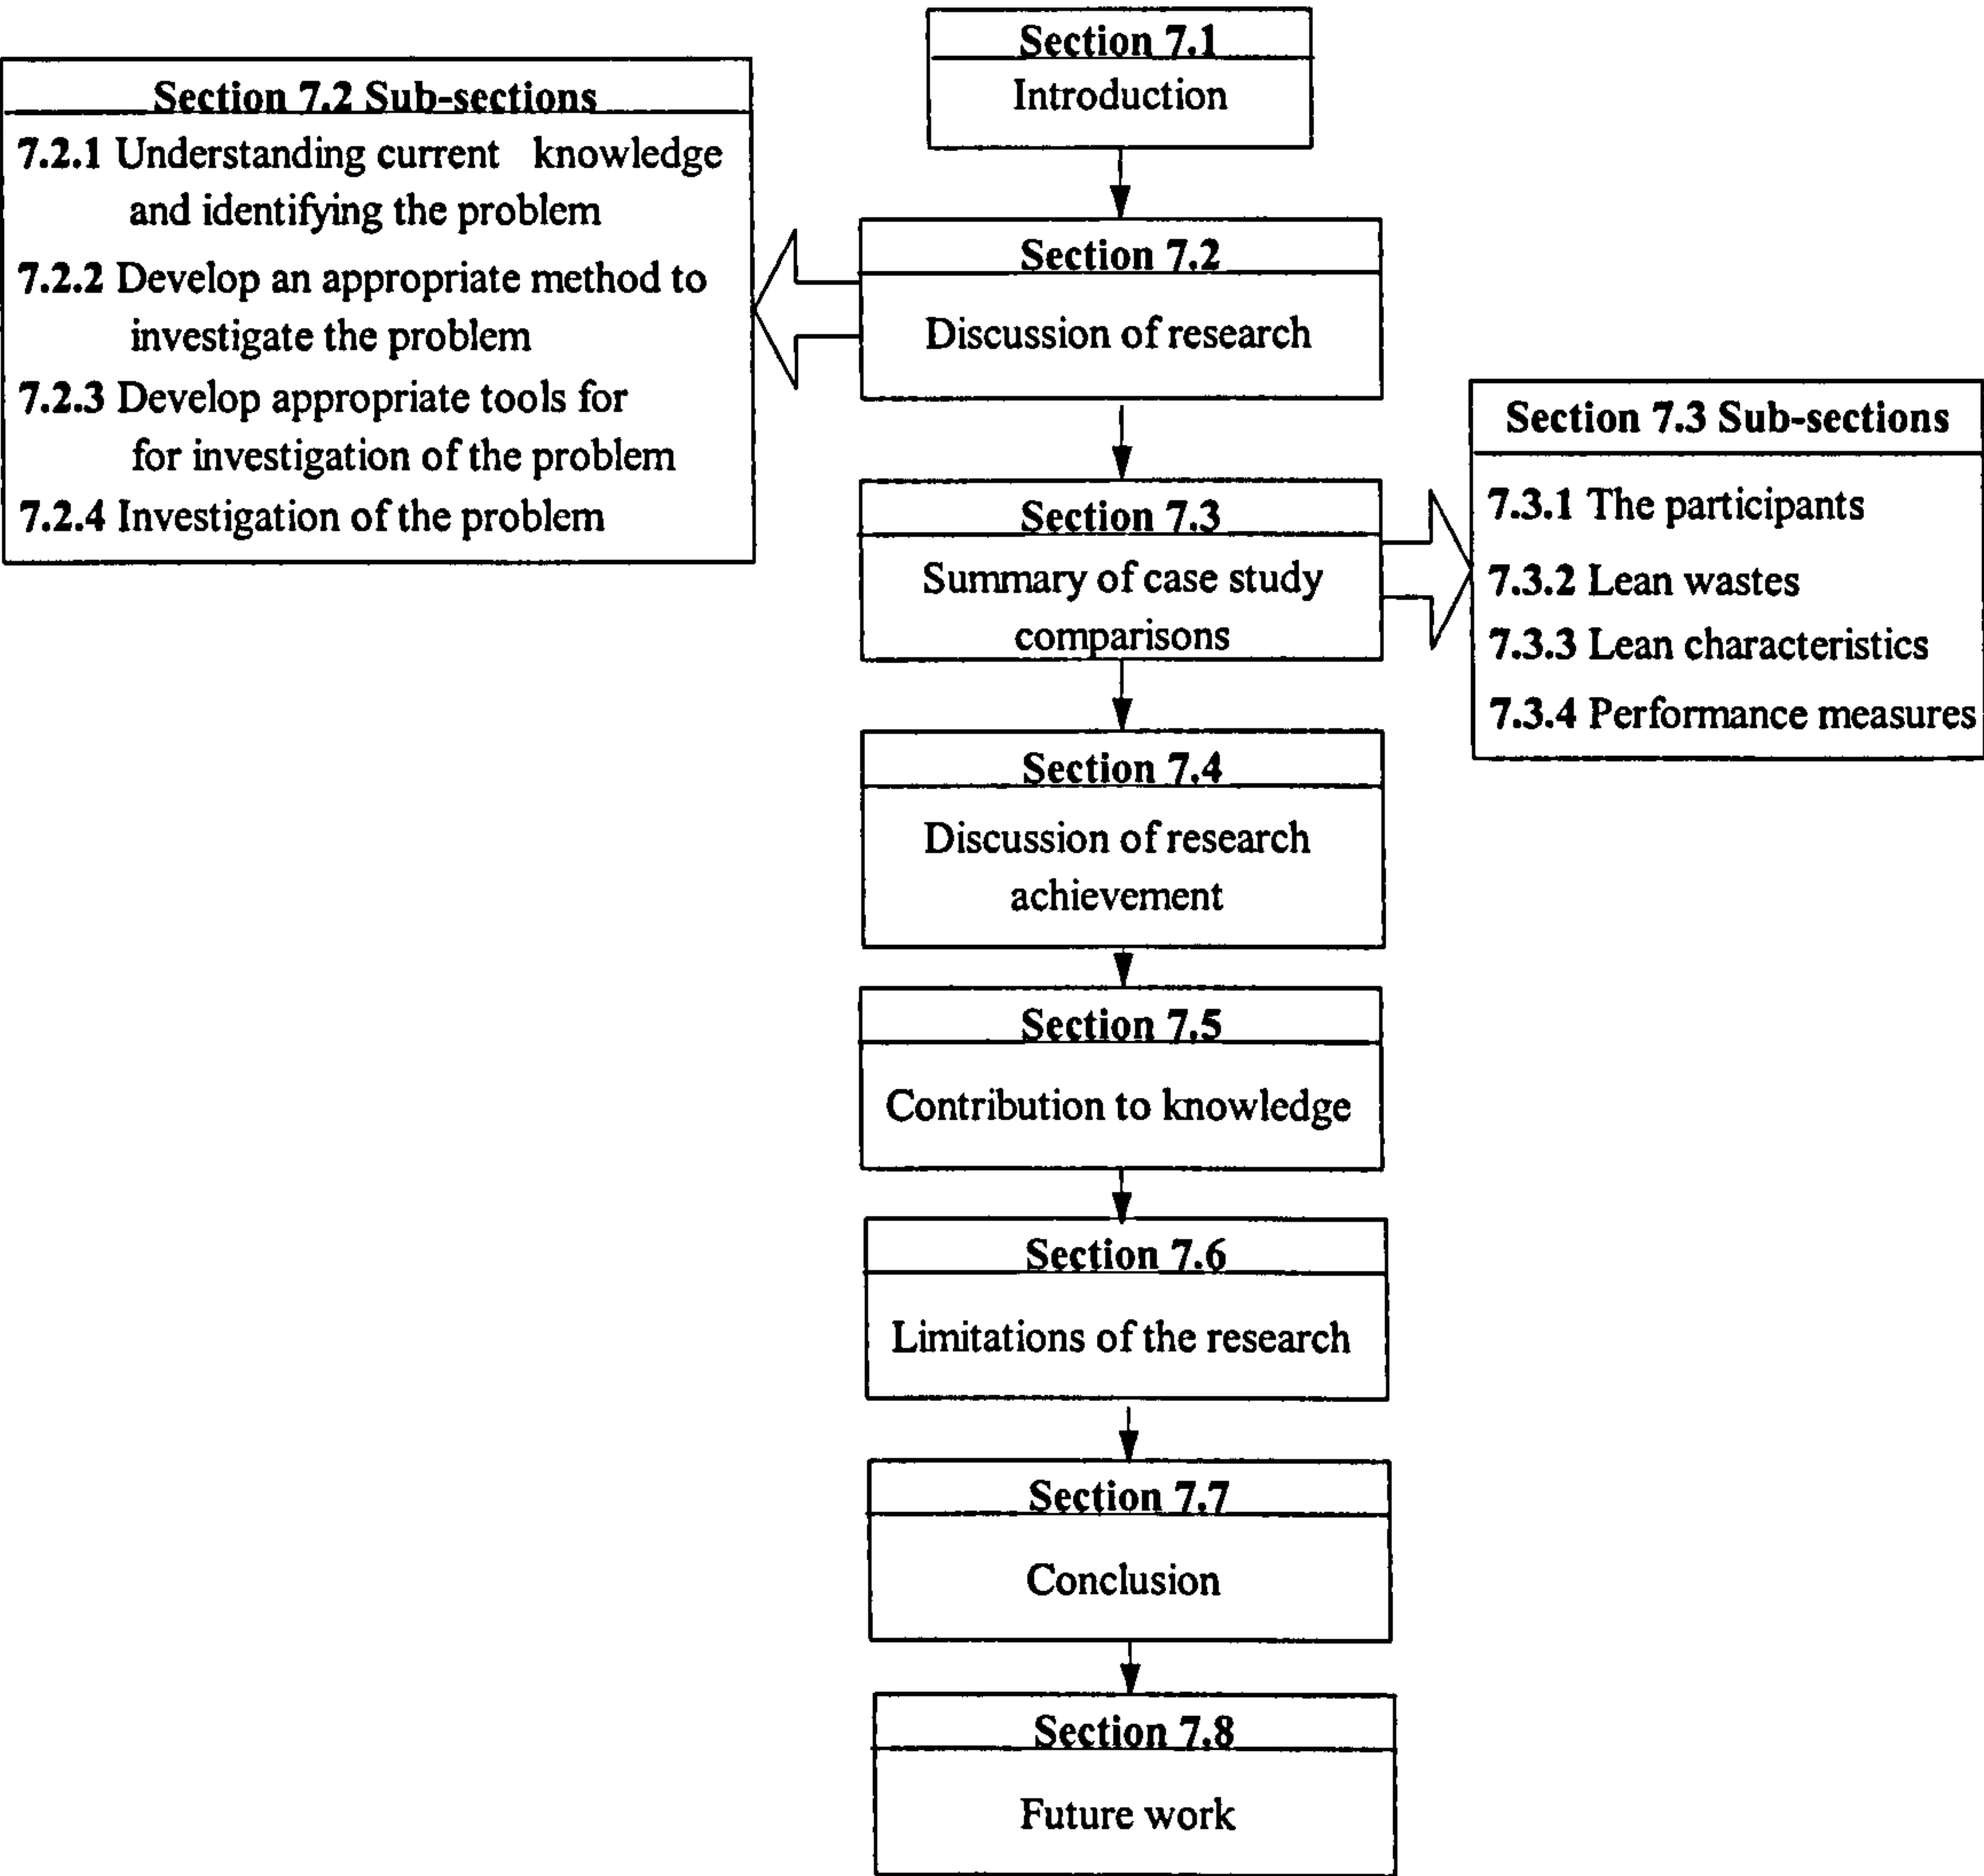 Section 7.1
Introduction
Section 7.2 Sub-sections
7.2.1 Understanding current knowledge
and identifying the problem
7.2.2 Develop an appropriate method to
investigate the problem
7.2.3 Develop appropriate tools for
for investigation of the problem
7.2.4 Investigation of the problem
Section 7.2
Discussion of research
Section 7.3
Summary of case study
comparisons
Section 7.3 Sub-sections
7.3.1 The participants
7.3.2 Lean wastes
7.3.3 Lean characteristics
7.3.4 Performance measures
Section 7.4
Discussion of research
achievement
Section 7.5
Contribution to knowledge
Section 7.6
Limitations of the research
Section 7.7
Conclusion
Section 7.8
Future work